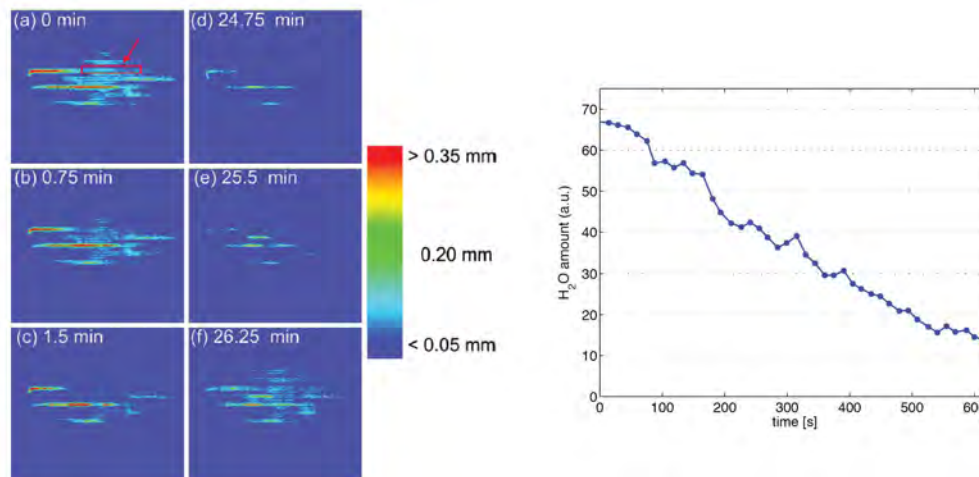 (a) 0 min
(d) 24.75 min
(b) 0.75 min
(e) 25.5 min
(c) 1.5 min
(f) 26.25 min
> 0.35 mm
0.20 mm
< 0.05 mm
70
60
50
40
30
20
10
0
H2O amount (a.u.)
0 100 200 300 400 500 60
time [s]